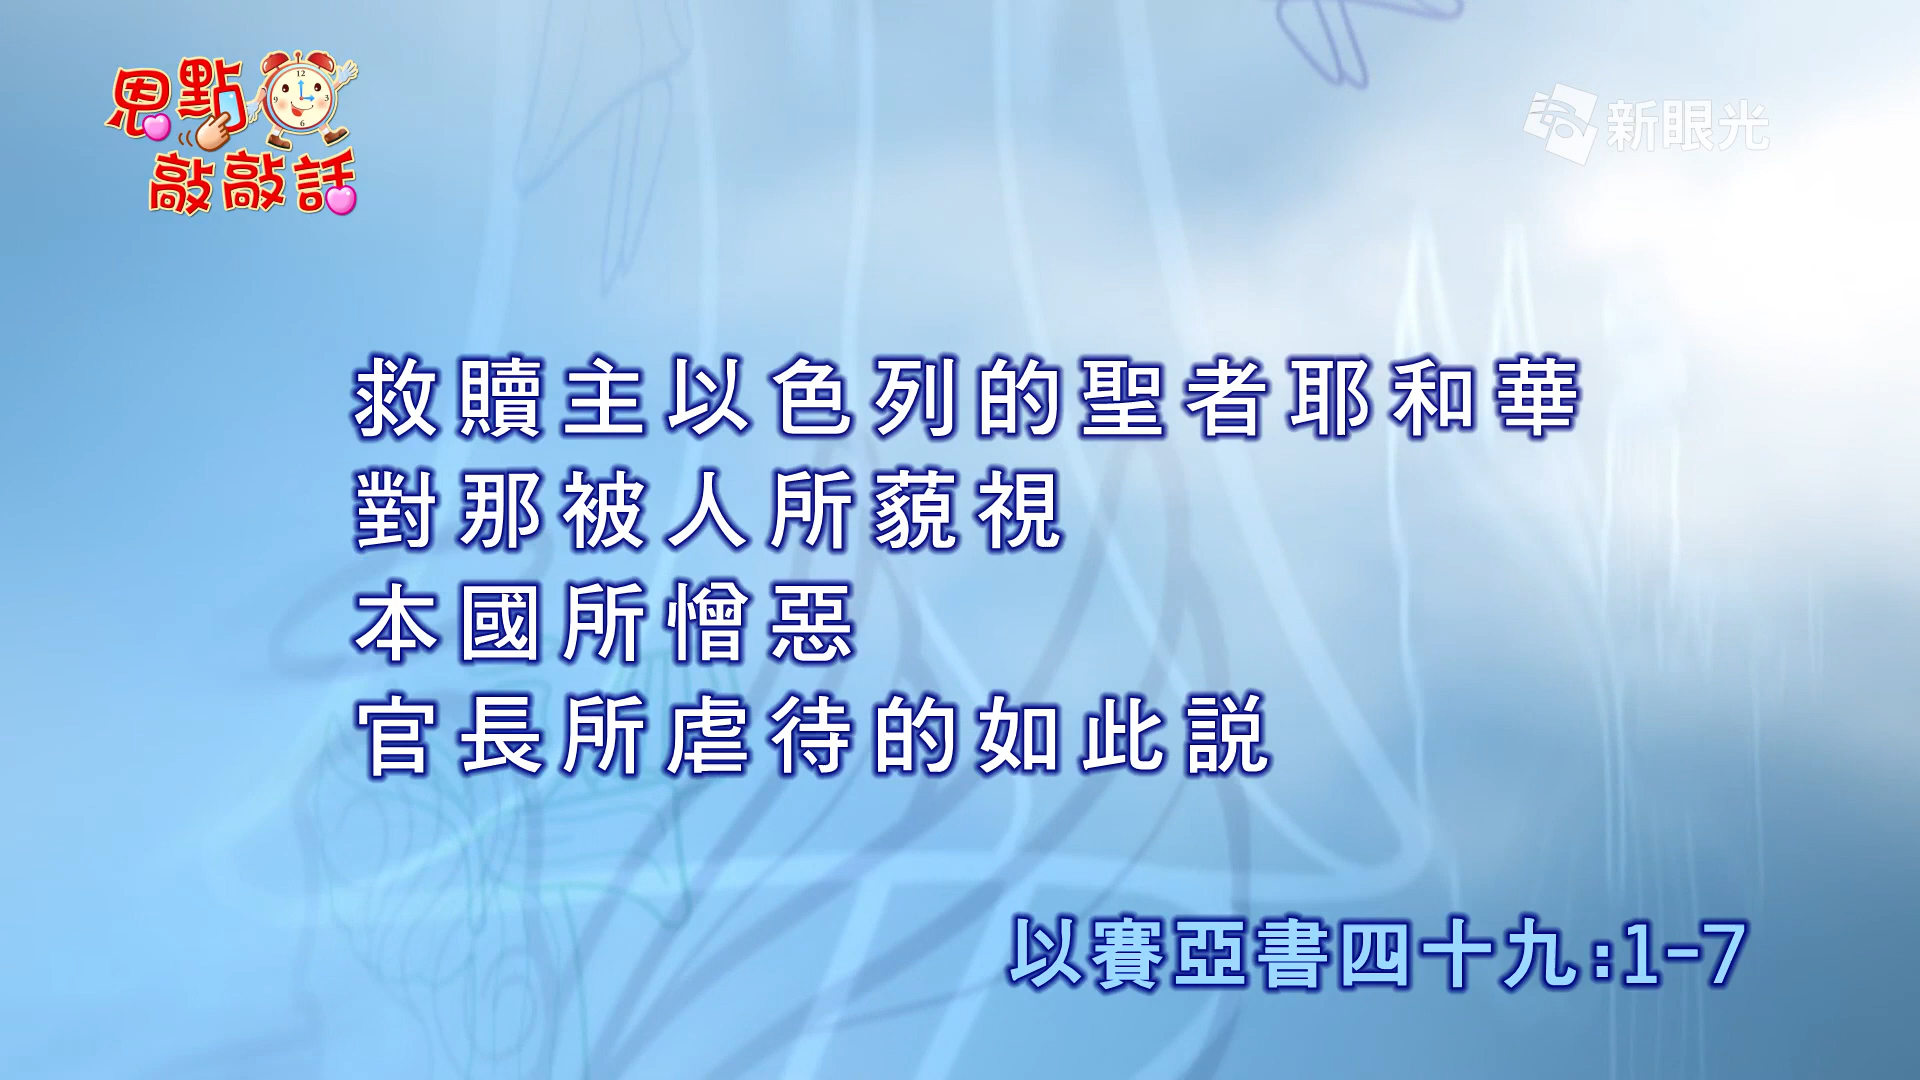 恩點
敲敲話
新眼光
救贖主以色列的聖者耶和華
對那被人所藐視
本國所憎惡
官長所虐待的如此説
以賽亞書四十九:1-7